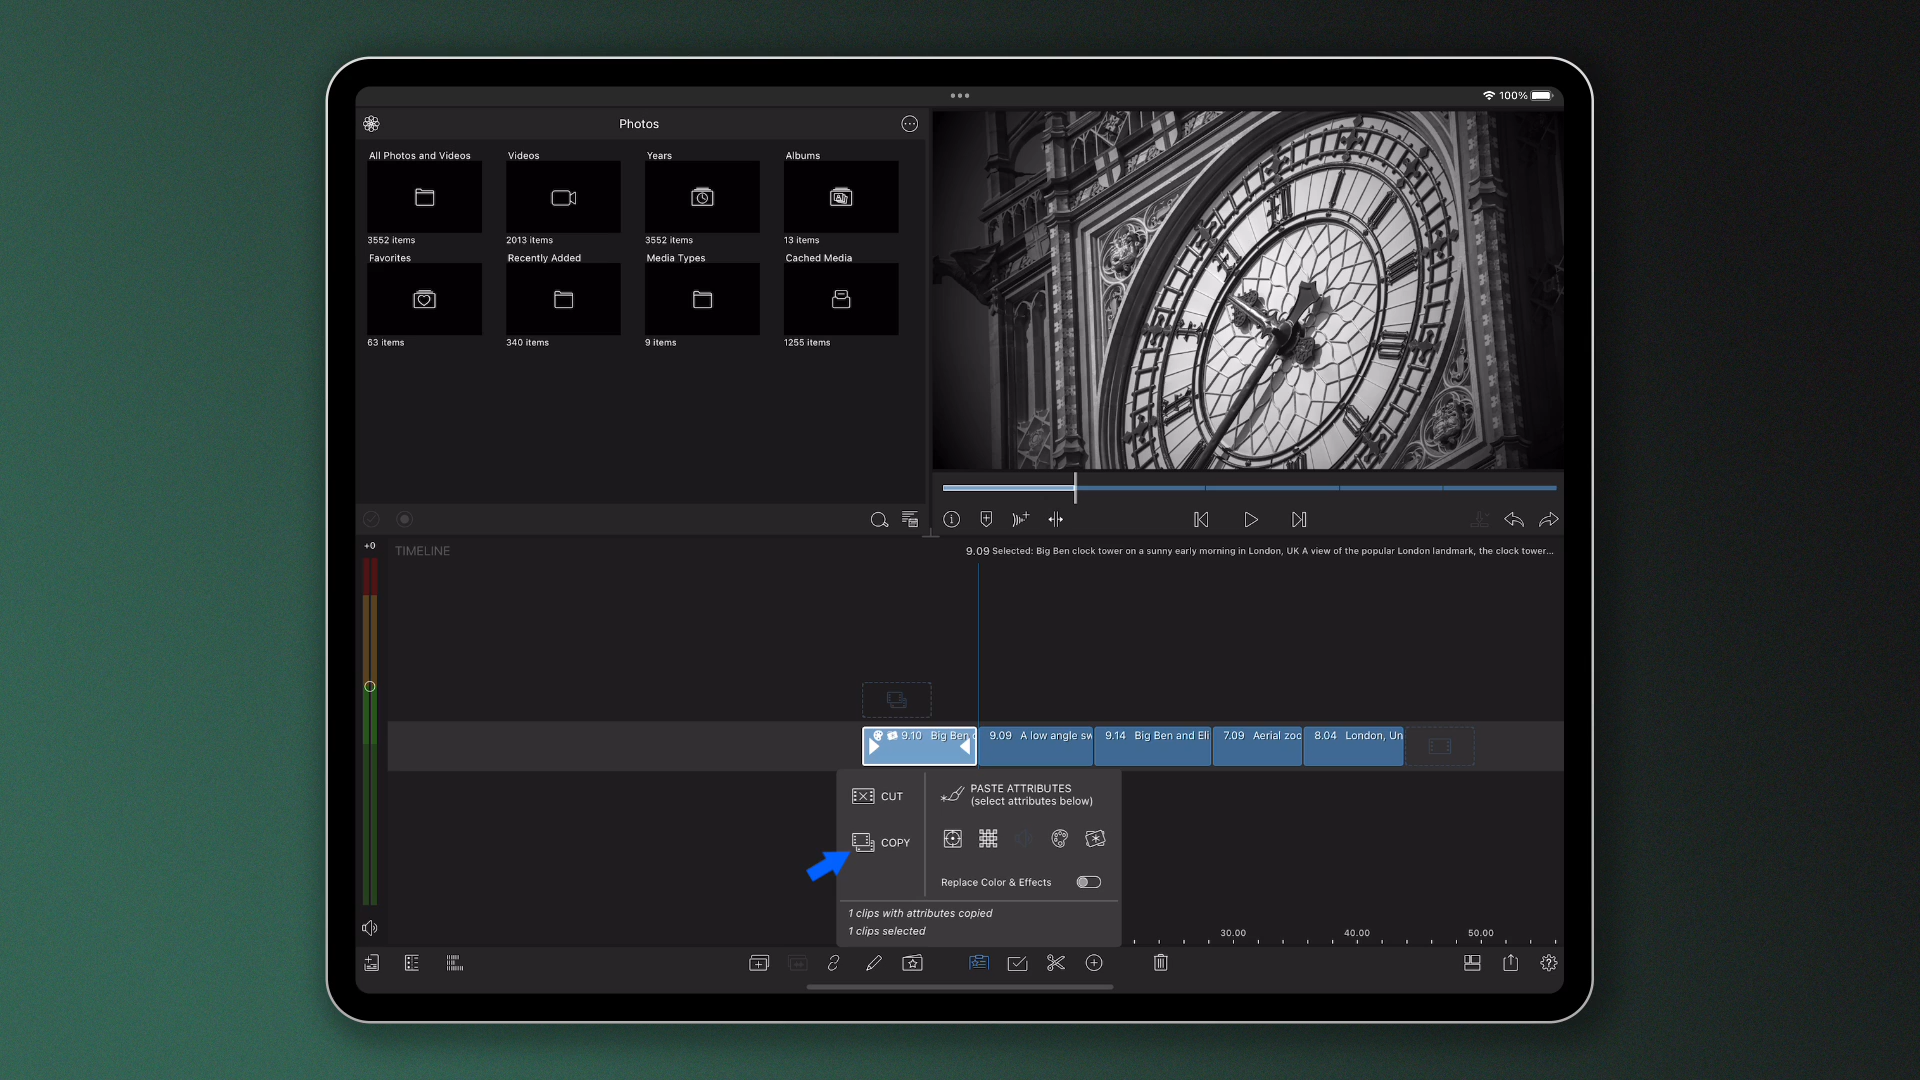 100%
Photos
All Photos and Videos
Videos
Years
Albums
3552 items
2013 items
3552 items
13 items
Favorites
Recently Added
Media Types
Cached Media
63 items
340 items
9 items
1255 items
+0
TIMELINE
9.09 Selected: Big Ben clock tower on a sunny early morning in London, UK A view of the popular London landmark, the clock tower...
9.10 Big Ben c
9.09 A low angle sw
9.14 Big Ben and Eli
7.09 Aerial zoo
8.04 London, Un
CUT
PASTE ATTRIBUTES
(select attributes below)
COPY
Replace Color & Effects
1 clips with attributes copied
1 clips selected
30.00
40.00
50.00